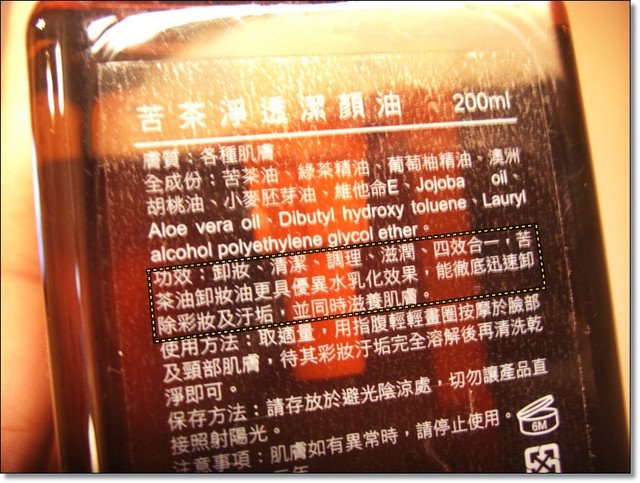 苦茶淨透潔顏油 200ml
膚質：各種肌膚
全成份：苦茶油、綠茶精油、葡萄柚精油、澳洲
胡桃油、小麥胚芽油、維他命E、Jojoba oil、
Aloe vera oil、Dibutyl hydroxy toluene、Lauryl
alcohol polyethylene glycol ether。
功效：卸妝、清潔、調理、滋潤、四效合一，苦
茶油卸妝油更具優異水乳化效果，能徹底迅速卸
除彩妝及汙垢，並同時滋養肌膚。
使用方法：取適量，用指腹輕輕畫圈按摩於臉部
及頸部肌膚，待其彩妝汙垢完全溶解後再清洗乾
淨即可。
保存方法：請存放於避光陰涼處，切勿讓產品直
接照射陽光。
注意事項：肌膚如有異常時，請停止使用。
6M